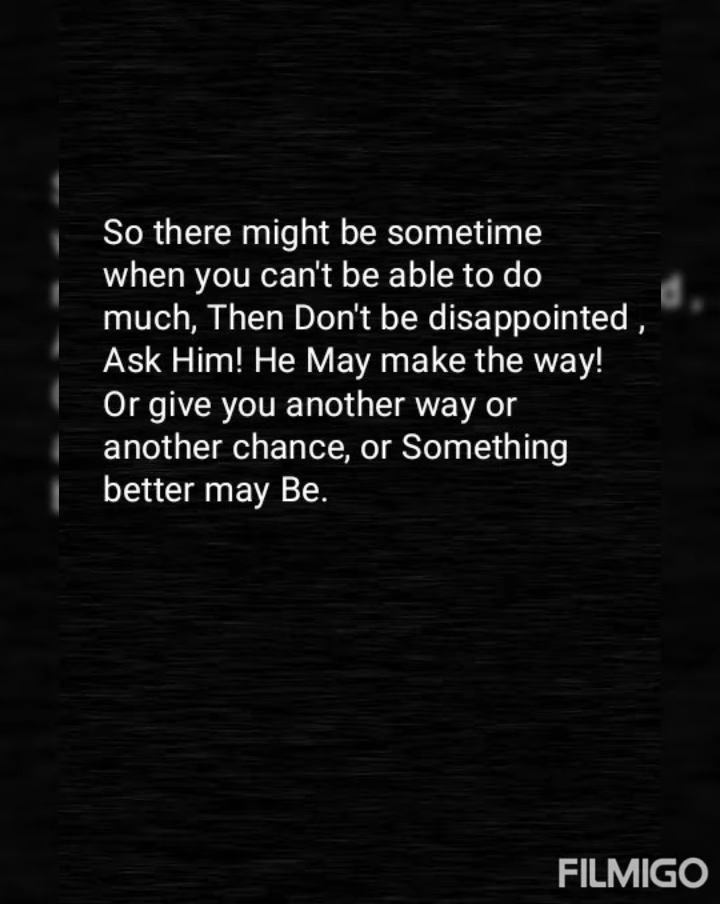 So there might be sometime
when you can't be able to do
much, Then Don't be disappointed ,
Ask Him! He May make the way!
Or give you another way or
another chance, or Something
better may Be.
FILMIGO